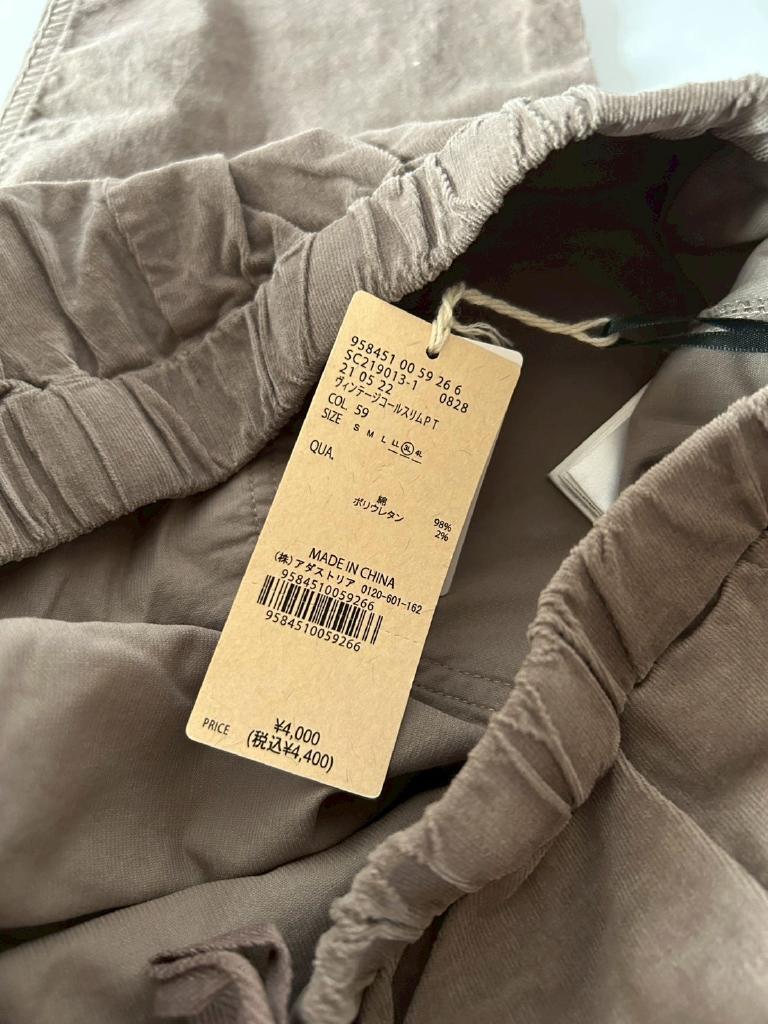 958451 00 59 26 6
SC219013-1 0828
21 05 22
ヴィンテージコールスリムPT
COL. 59
SIZE S M L LL 3L 4L
QUA.
綿 98%
ポリウレタン 2%
MADE IN CHINA
(株)アダストリア 0120-601-162
9584510059266
9584510059266
PRICE ¥4,000
(税込¥4,400)